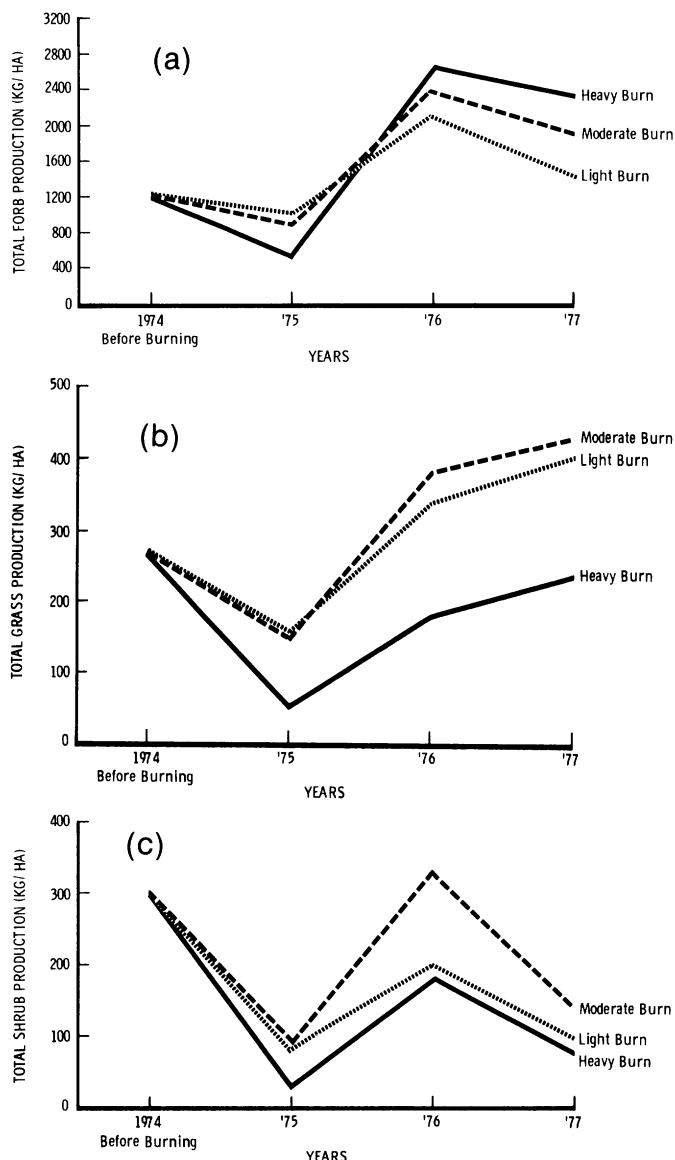 TOTAL FORB PRODUCTION (KG/HA)
3200
2800
2400
2000
1600
1200
800
400
0
(a)
Heavy Burn
Moderate Burn
Light Burn
1974
Before Burning
'75
'76
'77
YEARS
TOTAL GRASS PRODUCTION (KG/HA)
500
400
300
200
100
0
(b)
Moderate Burn
Light Burn
Heavy Burn
1974
Before Burning
'75
'76
'77
YEARS
TOTAL SHRUB PRODUCTION (KG/HA)
400
300
200
100
0
(c)
Moderate Burn
Light Burn
Heavy Burn
1974
Before Burning
'75
'76
'77
YEARS